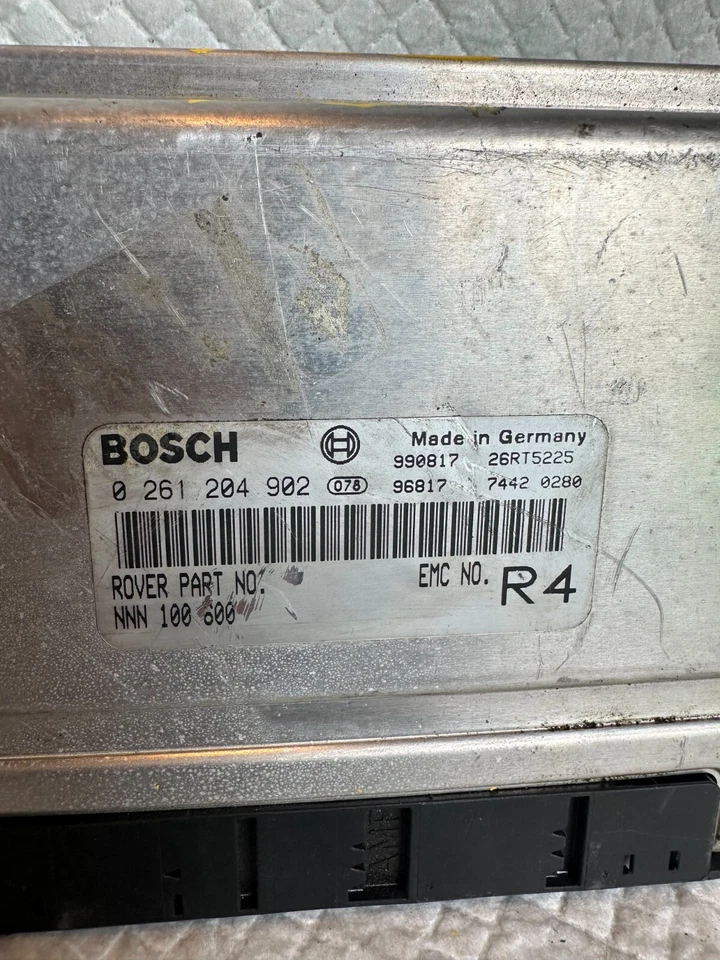 BOSCH
Made in Germany
990817 26RT5225
0 261 204 902 078 96817 7442 0280
ROVER PART NO: EMC NO. R4
NNN 100 600
AMP